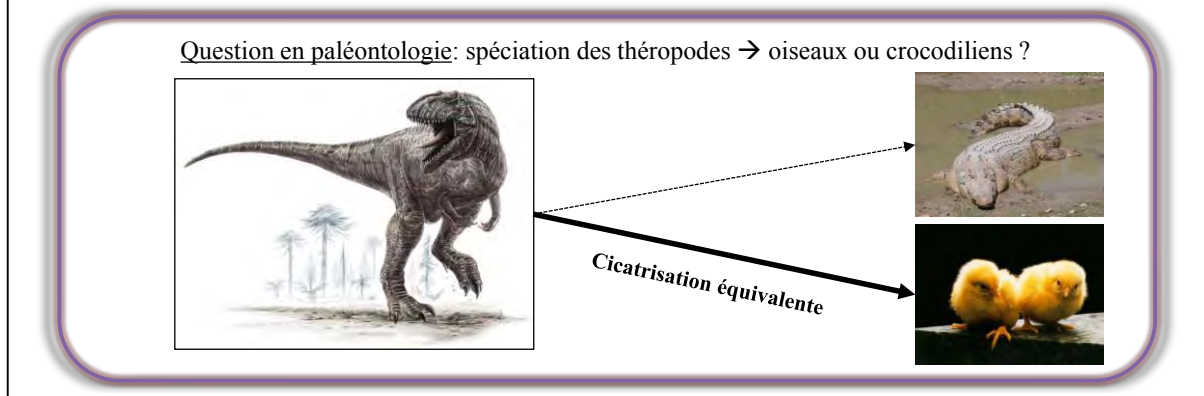 Question en paléontologie: spéciation des théropodes → oiseaux ou crocodiliens ?
Cicatrisation équivalente